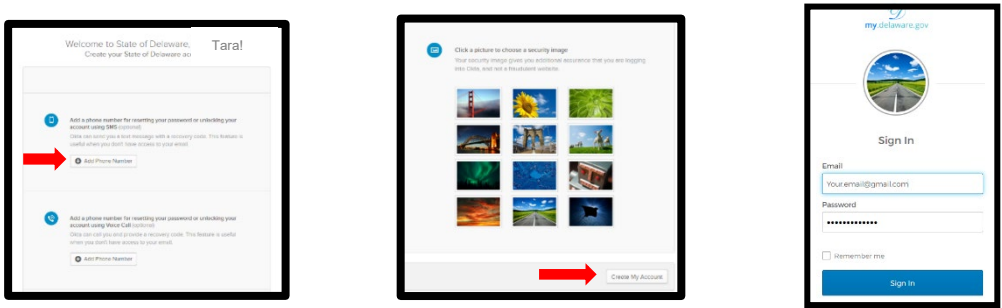 Welcome to State of Delaware, Tara!
Create your State of Delaware ao
Add a phone number for resetting your password or unlocking your
account using SMS (optional)
Okta can send you a text message with a recovery code. This feature is
useful when you don't have access to your email.
Add Phone Number
Add a phone number for resetting your password or unlocking your
account using Voice Call (optional)
Okta can call you and provide a recovery code. This feature is useful
when you don't have access to your email.
Add Phone Number
Click a picture to choose a security image
Your security image gives you additional assurance that you are logging
into Okta, and not a fraudulent website.
Create My Account
my.delaware.gov
Sign In
Email
Your.email@gmail.com
Password
Remember me
Sign In